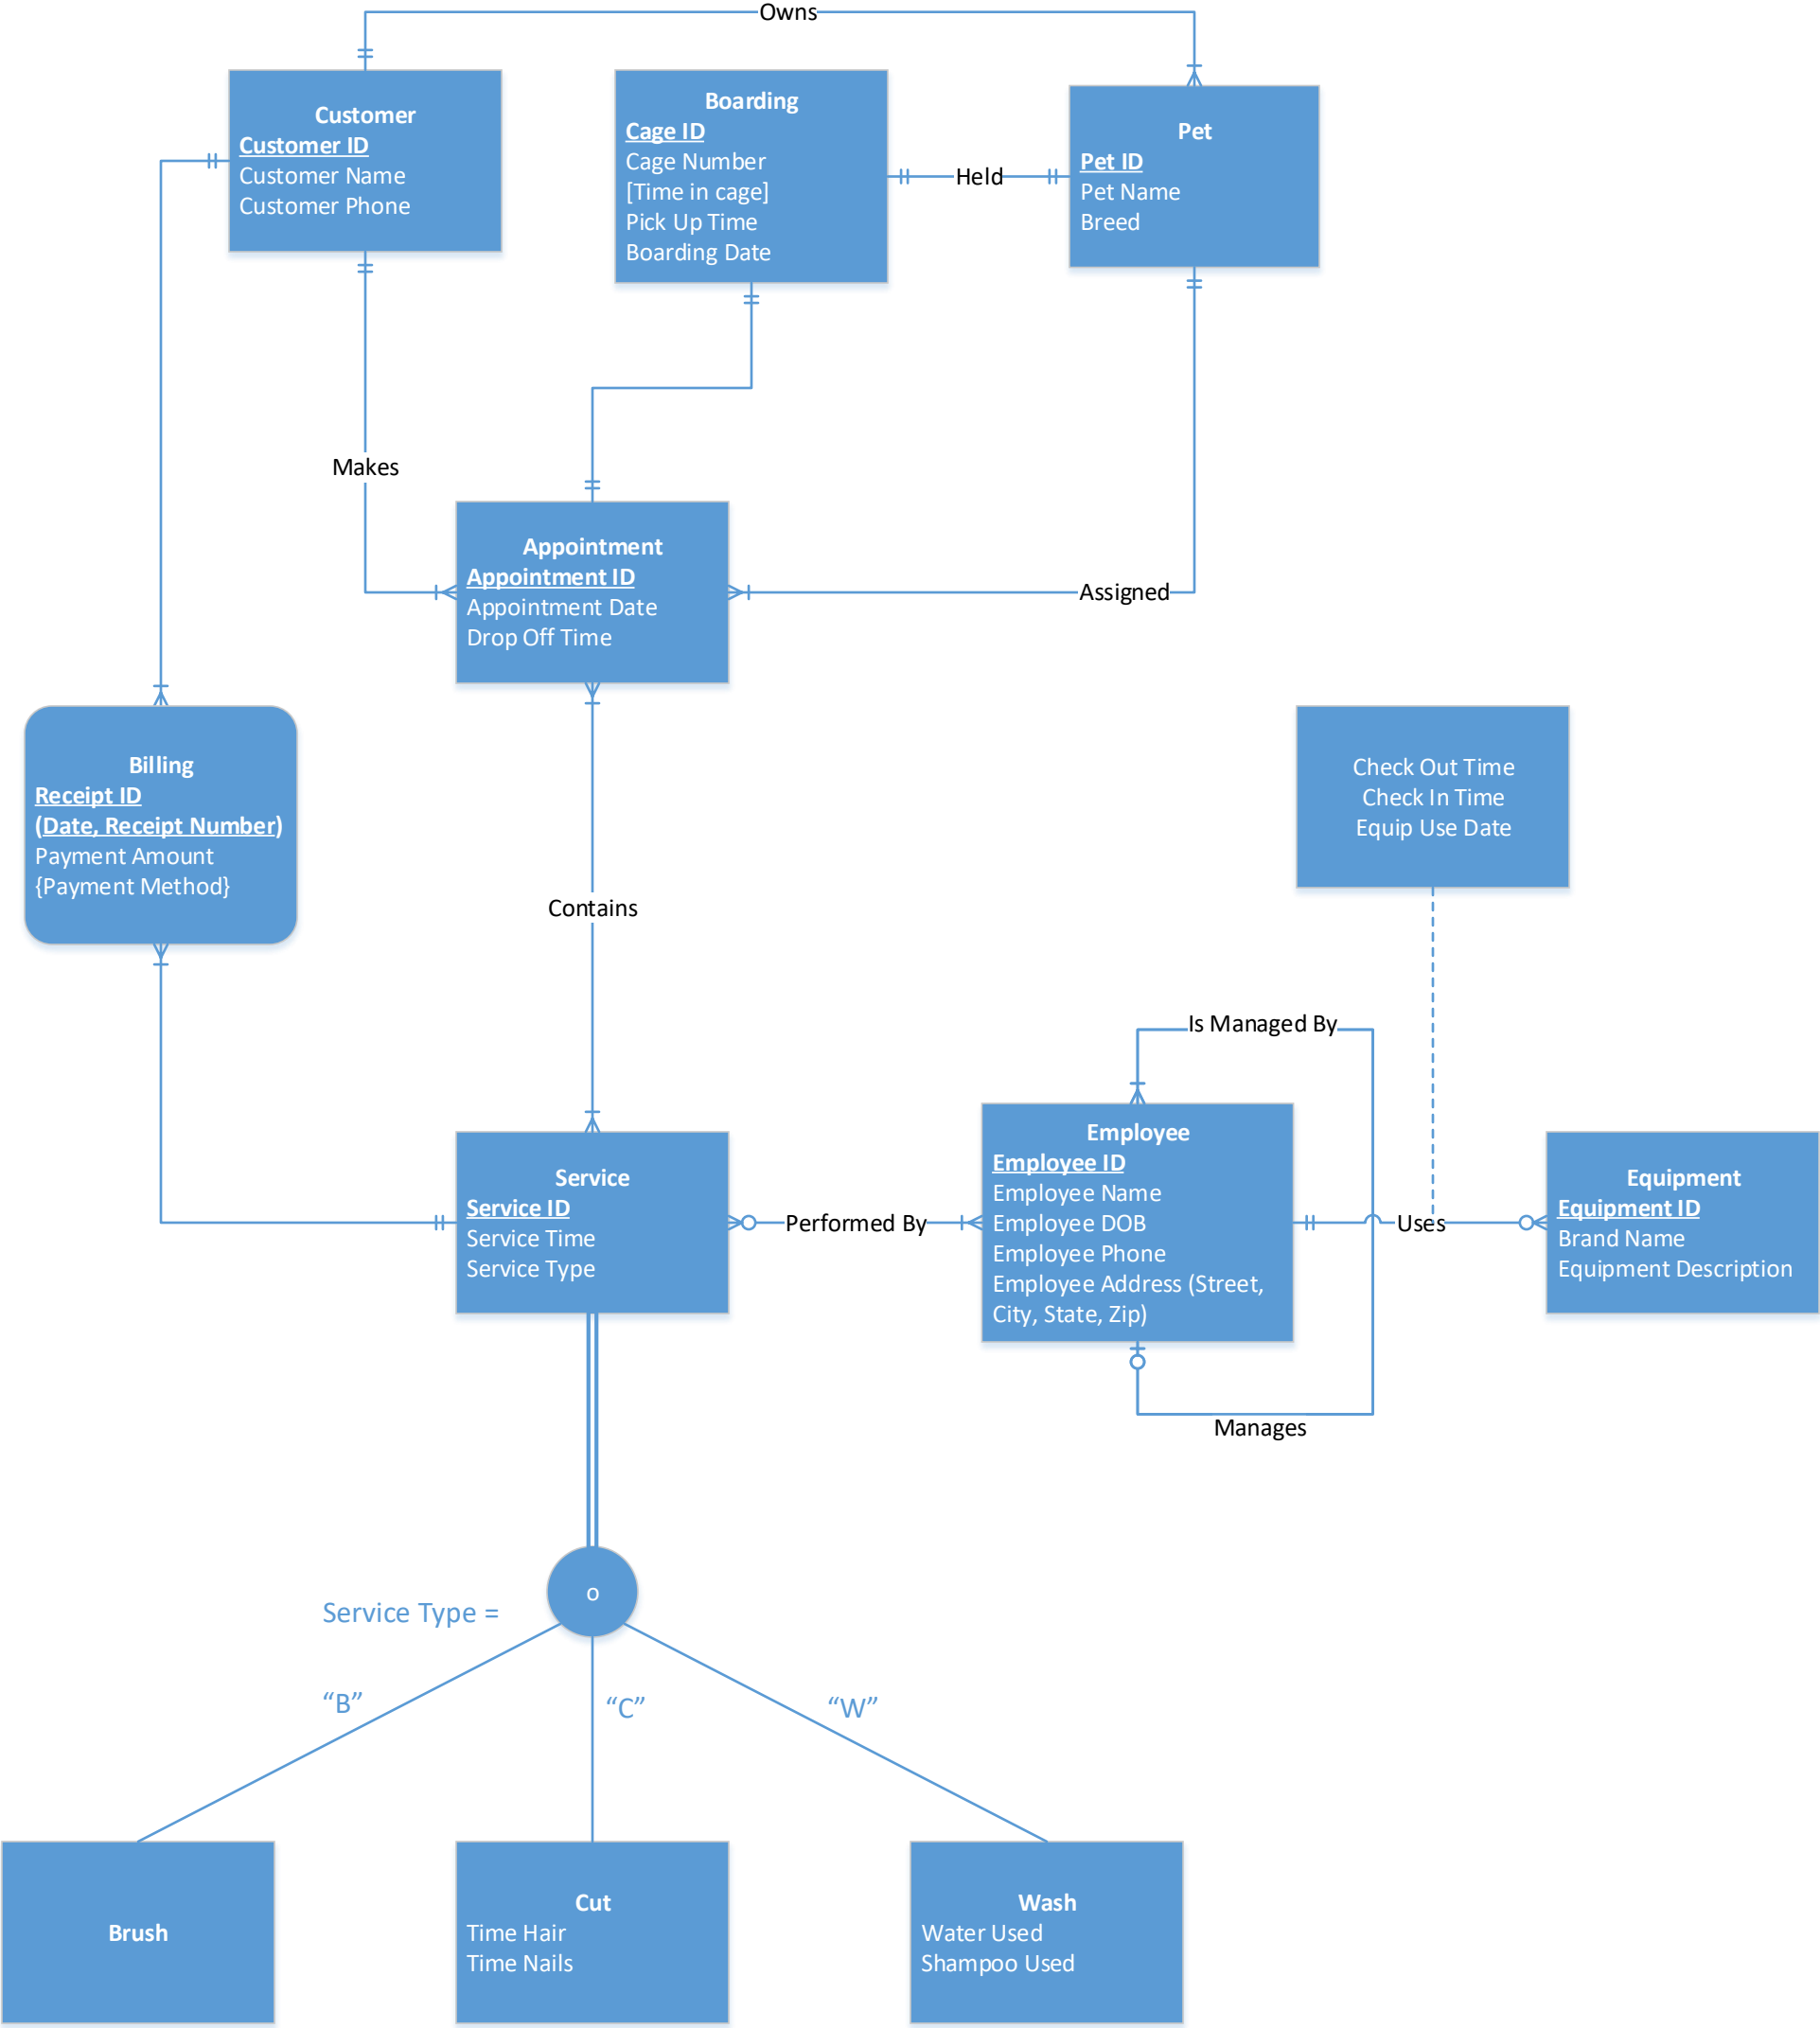 Owns
Customer
Customer ID
Customer Name
Customer Phone
Boarding
Cage ID
Cage Number
[Time in cage]
Pick Up Time
Boarding Date
Held
Pet
Pet ID
Pet Name
Breed
Makes
Appointment
Appointment ID
Appointment Date
Drop Off Time
Assigned
Billing
Receipt ID
(Date, Receipt Number)
Payment Amount
{Payment Method}
Contains
Check Out Time
Check In Time
Equip Use Date
Is Managed By
Service
Service ID
Service Time
Service Type
Performed By
Employee
Employee ID
Employee Name
Employee DOB
Employee Phone
Employee Address (Street,
City, State, Zip)
Uses
Equipment
Equipment ID
Brand Name
Equipment Description
Manages
o
Service Type =
“B”
“C”
“W”
Brush
Cut
Time Hair
Time Nails
Wash
Water Used
Shampoo Used